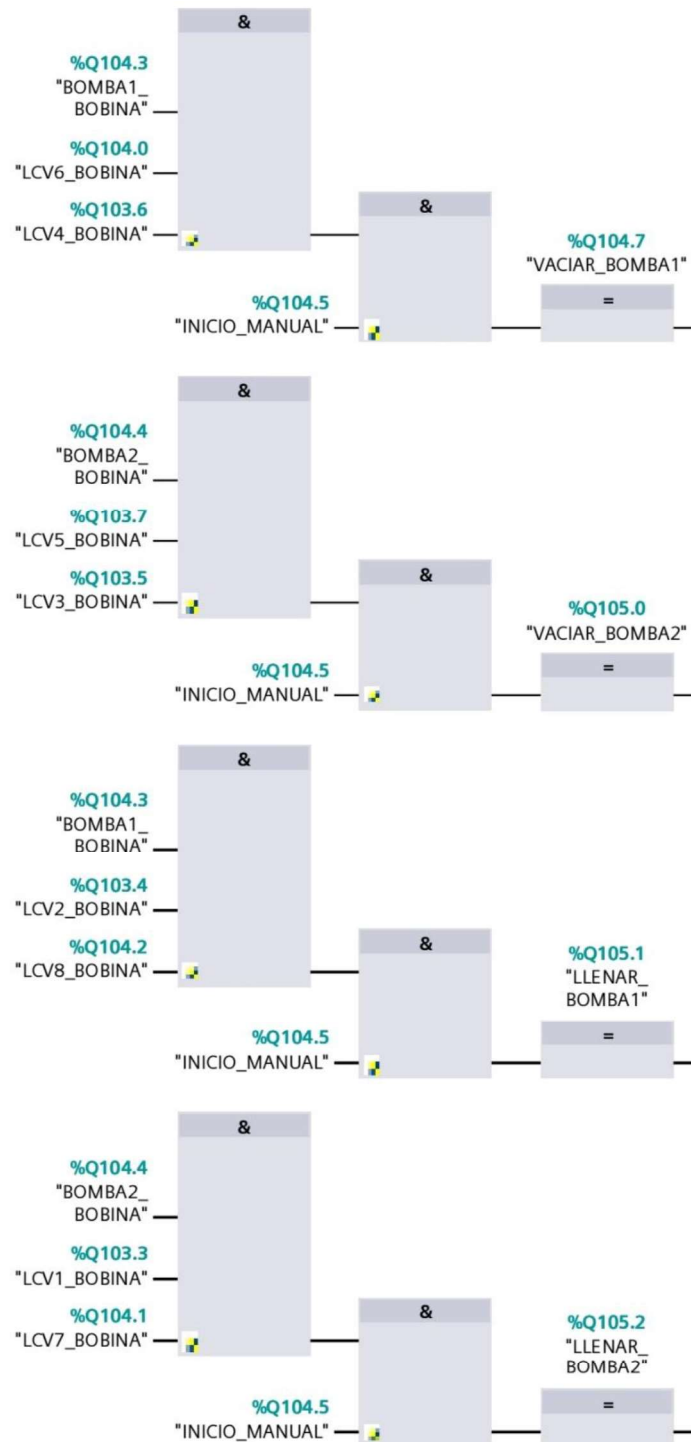 &
%Q104.3
"BOMBA1_
BOBINA"
%Q104.0
"LCV6_BOBINA"
%Q103.6
"LCV4_BOBINA"
&
%Q104.5
"INICIO_MANUAL"
%Q104.7
"VACIAR_BOMBA1"
=
&
%Q104.4
"BOMBA2_
BOBINA"
%Q103.7
"LCV5_BOBINA"
%Q103.5
"LCV3_BOBINA"
&
%Q104.5
"INICIO_MANUAL"
%Q105.0
"VACIAR_BOMBA2"
=
&
%Q104.3
"BOMBA1_
BOBINA"
%Q103.4
"LCV2_BOBINA"
%Q104.2
"LCV8_BOBINA"
&
%Q104.5
"INICIO_MANUAL"
%Q105.1
"LLENAR_
BOMBA1"
=
&
%Q104.4
"BOMBA2_
BOBINA"
%Q103.3
"LCV1_BOBINA"
%Q104.1
"LCV7_BOBINA"
&
%Q104.5
"INICIO_MANUAL"
%Q105.2
"LLENAR_
BOMBA2"
=